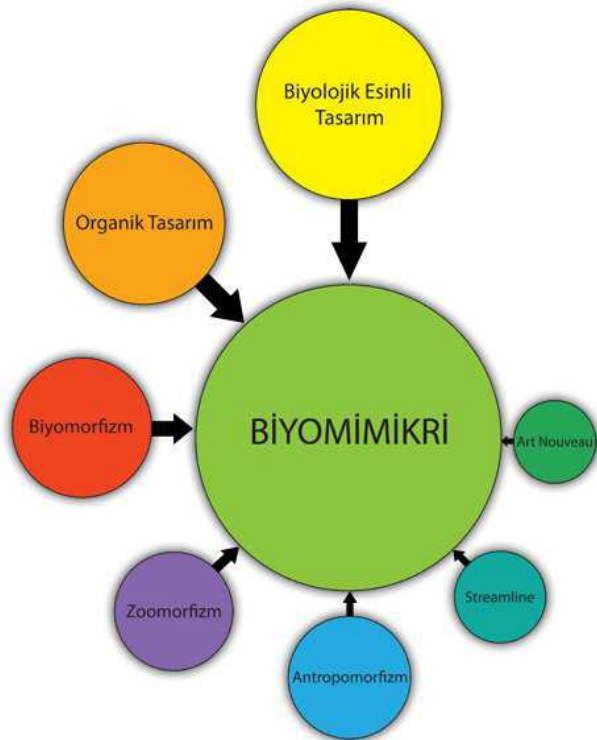 Biyolojik Esinli
Tasarım
Organik Tasarım
Biyomorfizm
BİYOMİMİKRİ
Art Nouveau
Zoomorfizm
Streamline
Antropomorfizm